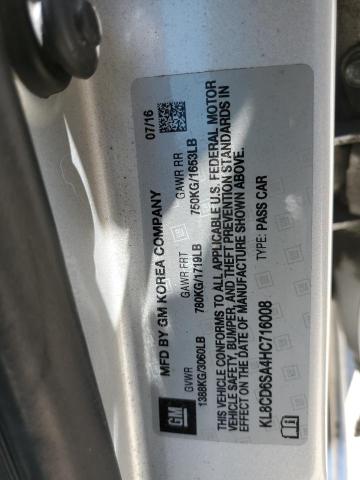 MFD BY GM KOREA COMPANY 07/16
GVWR GAWR FRT GAWR RR
1388KG/3060LB 780KG/1719LB 750KG/1653LB
THIS VEHICLE CONFORMS TO ALL APPLICABLE U.S. FEDERAL MOTOR
VEHICLE SAFETY, BUMPER, AND THEFT PREVENTION STANDARDS IN
EFFECT ON THE DATE OF MANUFACTURE SHOWN ABOVE.
KL8CD6SA4HC716008 TYPE: PASS CAR
GM